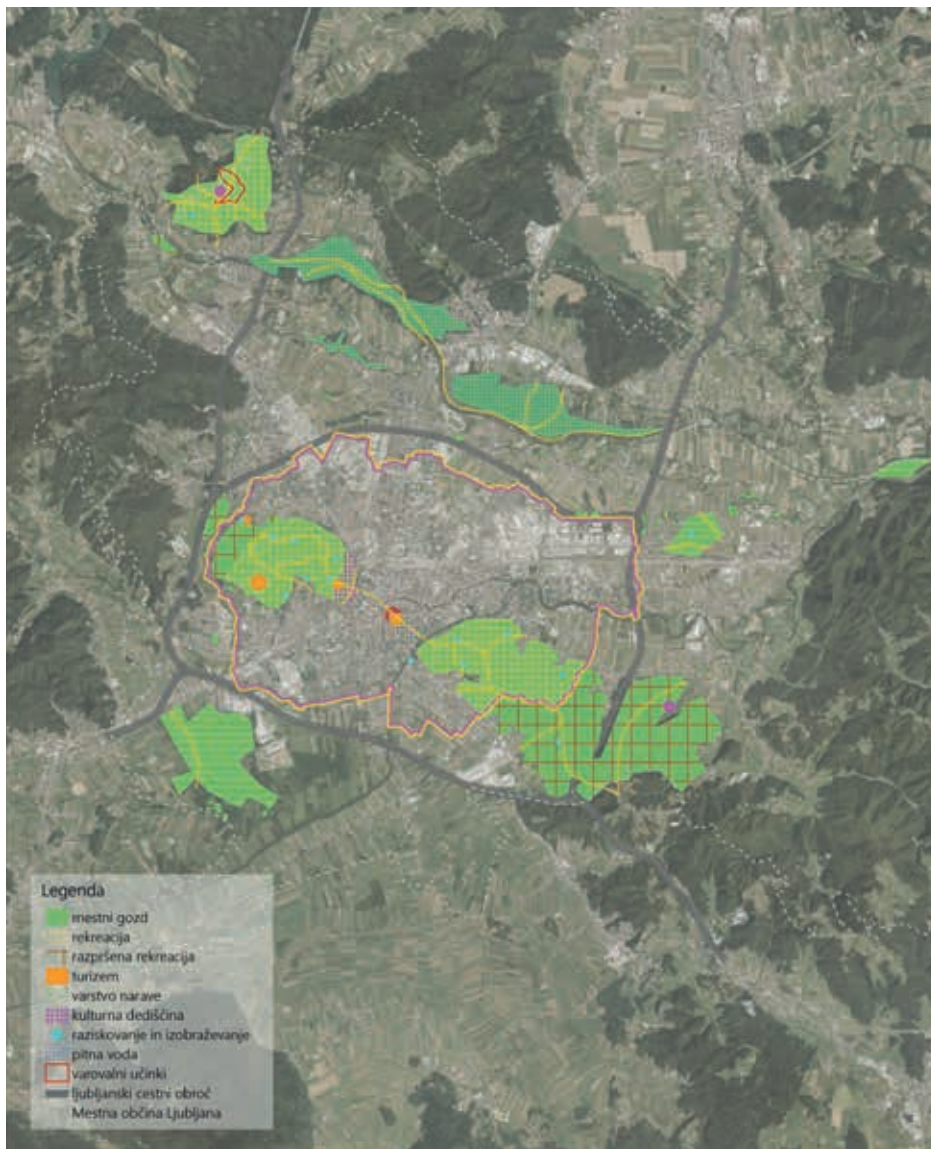 Legenda
mestni gozd
rekreacija
razpršena rekreacija
turizem
varstvo narave
kulturna dediščina
raziskovanje in izobraževanje
pitna voda
varovalni učinki
ljubljanski cestni obroč
Mestna občina Ljubljana